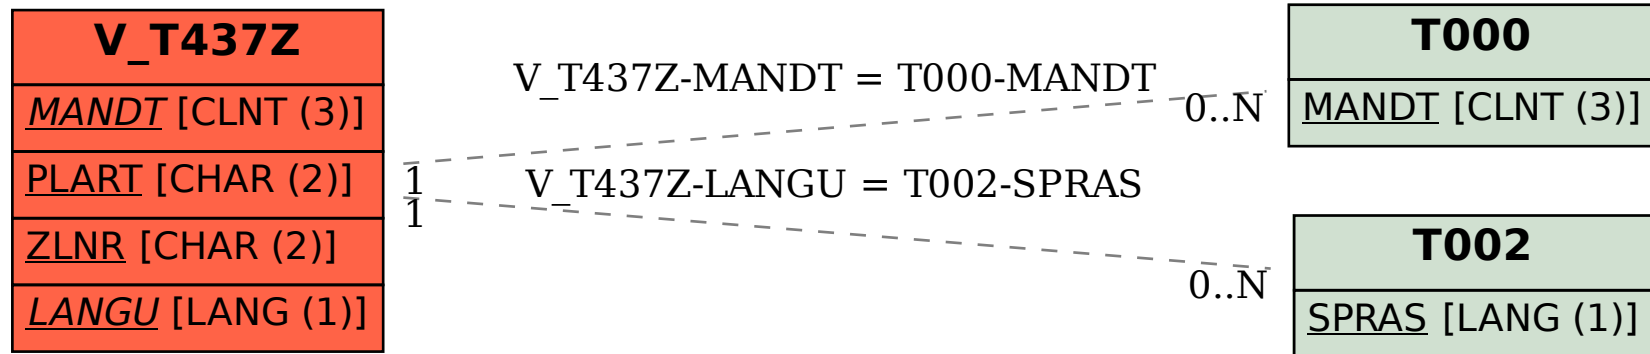 V_T437Z
MANDT [CLNT (3)]
PLART [CHAR (2)]
ZLNR [CHAR (2)]
LANGU [LANG (1)]
V_T437Z-MANDT = T000-MANDT
0..N
1
V_T437Z-LANGU = T002-SPRAS
1
0..N
T000
MANDT [CLNT (3)]
T002
SPRAS [LANG (1)]